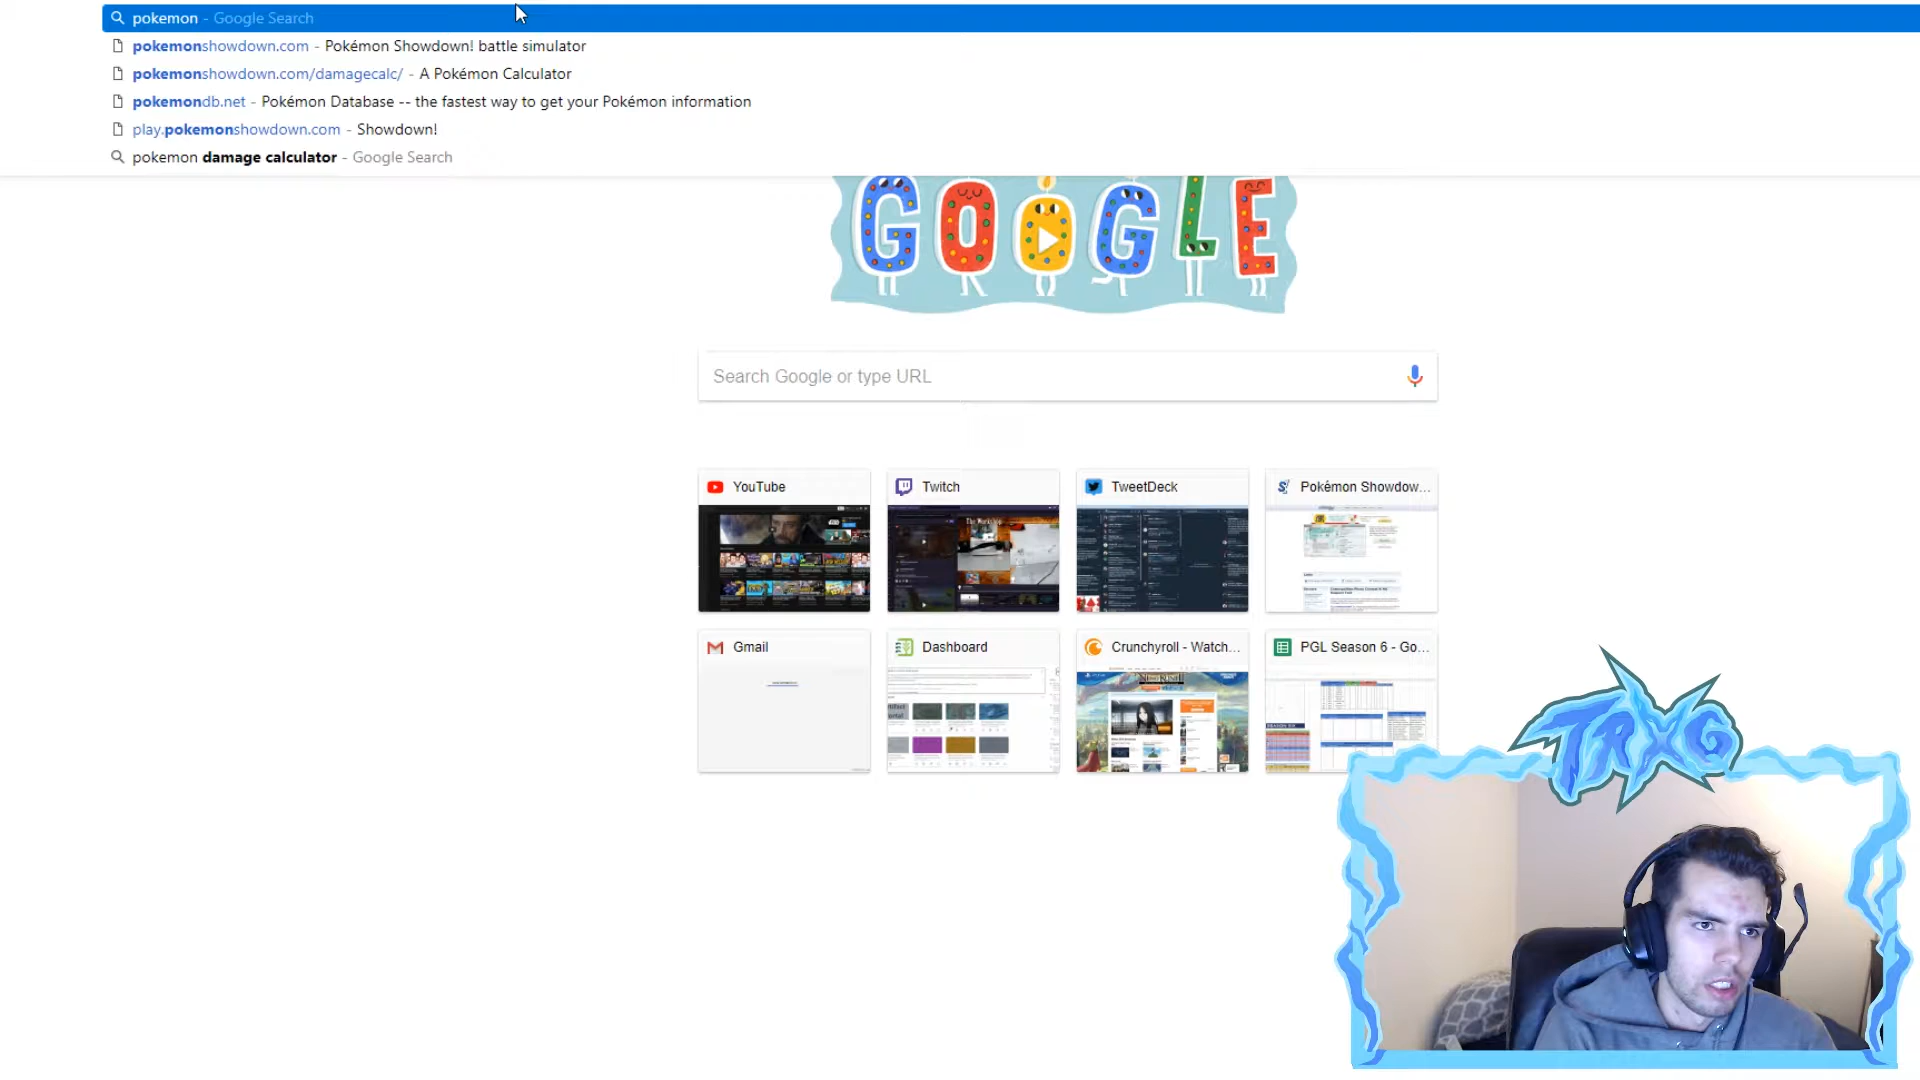 pokemon - Google Search
pokemonshowdown.com - Pokémon Showdown! battle simulator
pokemonshowdown.com/damagecalc/ - A Pokémon Calculator
pokemondb.net - Pokémon Database -- the fastest way to get your Pokémon information
play.pokemonshowdown.com - Showdown!
pokemon damage calculator - Google Search
GOOGLE
Search Google or type URL
YouTube
Twitch
TweetDeck
Pokémon Showdow...
Gmail
Dashboard
Crunchyroll - Watch...
PGL Season 6 - Go...
TRXG